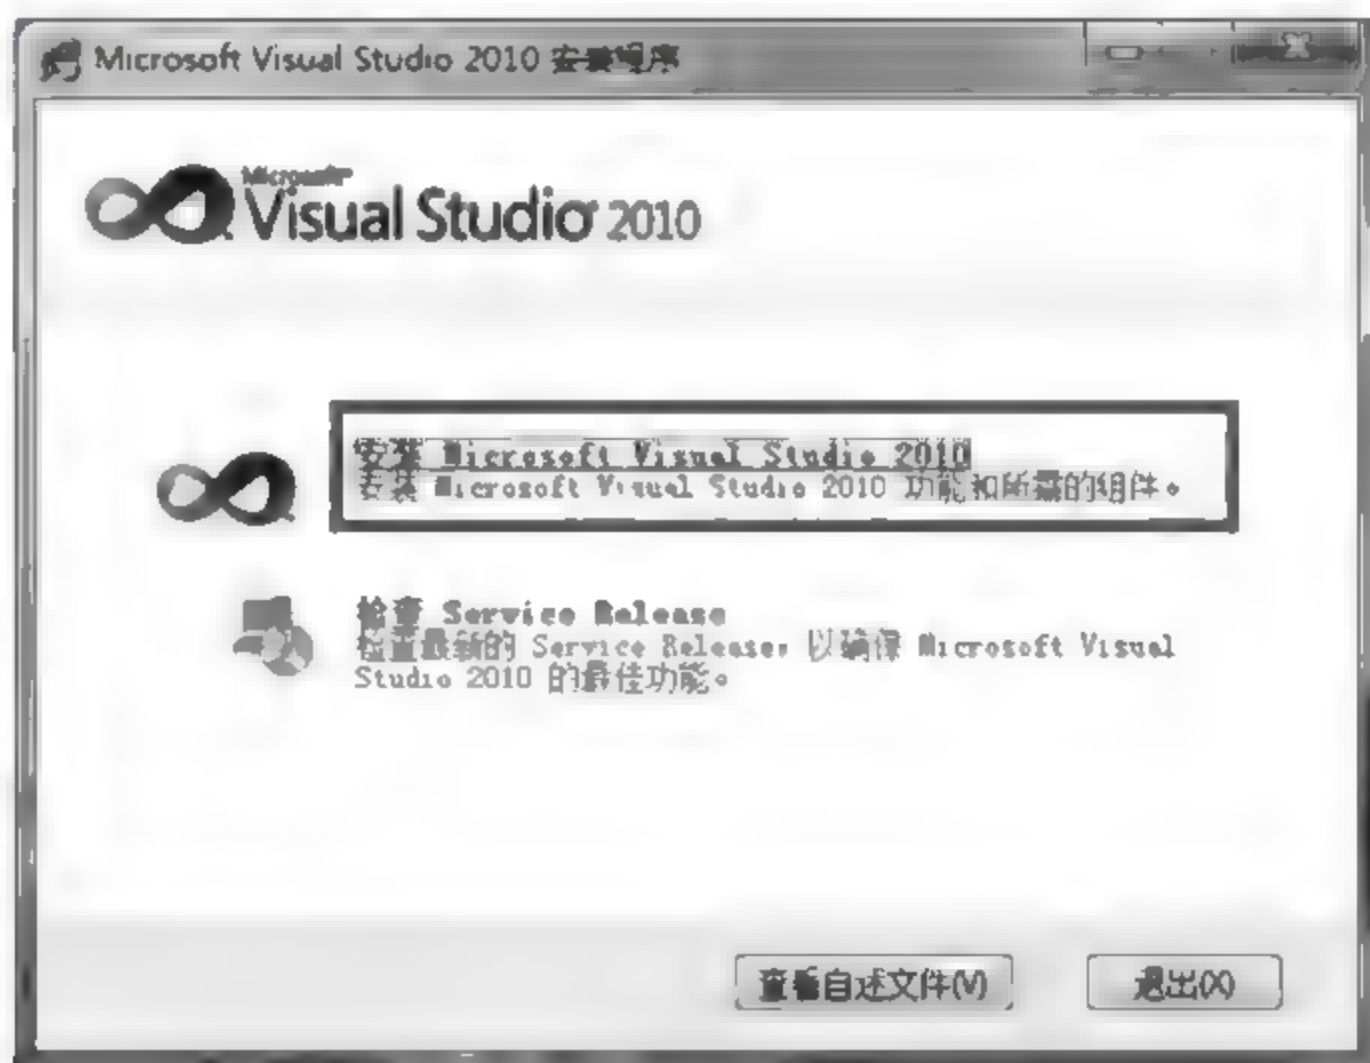 Microsoft Visual Studio 2010 安装程序
Microsoft
Visual Studio 2010
安装 Microsoft Visual Studio 2010
安装 Microsoft Visual Studio 2010 功能和所需的组件。
检查 Service Release
检查最新的 Service Release, 以确保 Microsoft Visual
Studio 2010 的最佳功能。
查看自述文件(V)
退出(X)